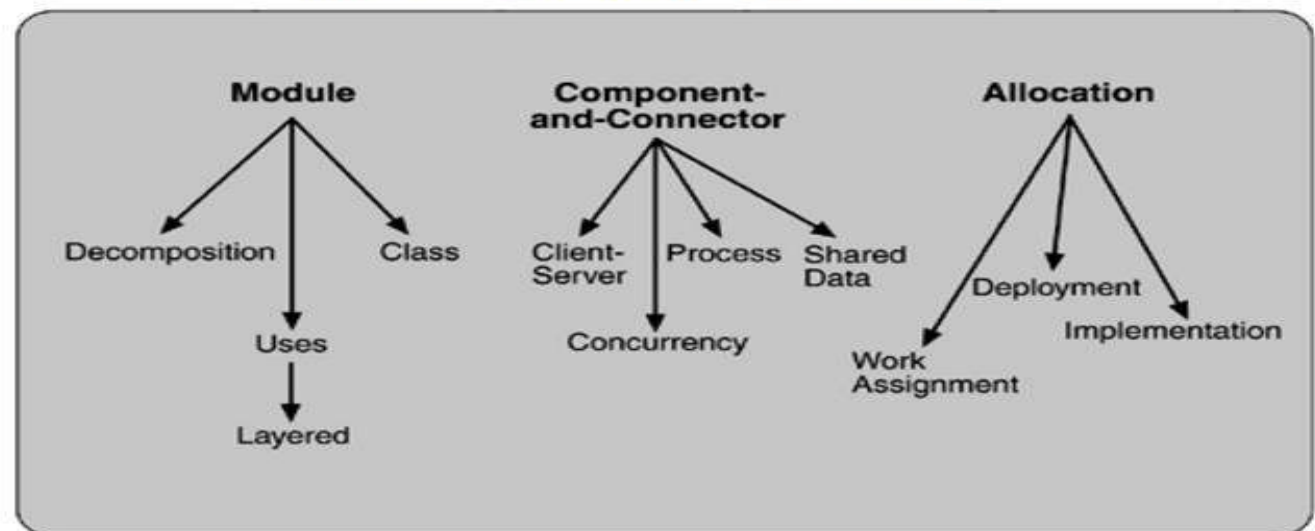 Module
Component-
and-Connector
Allocation
Decomposition
Class
Client-
Server
Process
Shared
Data
Deployment
Uses
Concurrency
Implementation
Work
Assignment
Layered